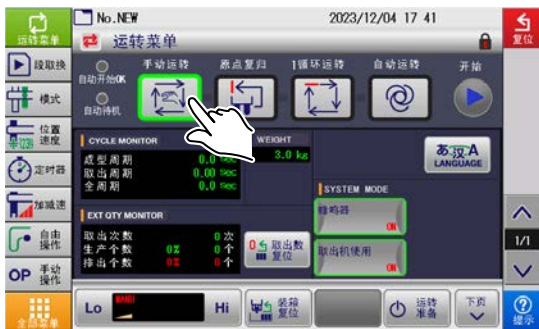 No.NEW 2023/12/04 17 41
运转菜单
复位
运转菜单
段取换
模式
位置
速度
定时器
加减速
自由
操作
OP 手动
操作
全部菜单
自动开始OK
自动待机
手动运转 原点复归 1循环运转 自动运转 开始
CYCLE MONITOR
成型周期 0.0 sec
取出周期 0.00 sec
全周期 0.0 sec
WEIGHT
3.0 kg
あ汉A
LANGUAGE
EXT QTY MONITOR
取出次数 0 次
生产个数 0% 0 个
排出个数 0% 0 个
取出数
复位
SYSTEM MODE
蜂鸣器
ON
取出机使用
ON
1/1
Lo Hi
装箱
复位
运转
准备
下页
提示